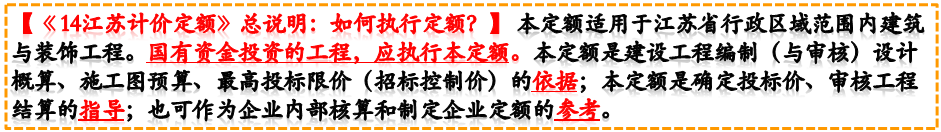 【《14江苏计价定额》总说明：如何执行定额？】本定额适用于江苏省行政区域范围内建筑
与装饰工程。国有资金投资的工程，应执行本定额。本定额是建设工程编制（与审核）设计
概算、施工图预算、最高投标限价（招标控制价）的依据；本定额是确定投标价、审核工程
结算的指导；也可作为企业内部核算和制定企业定额的参考。